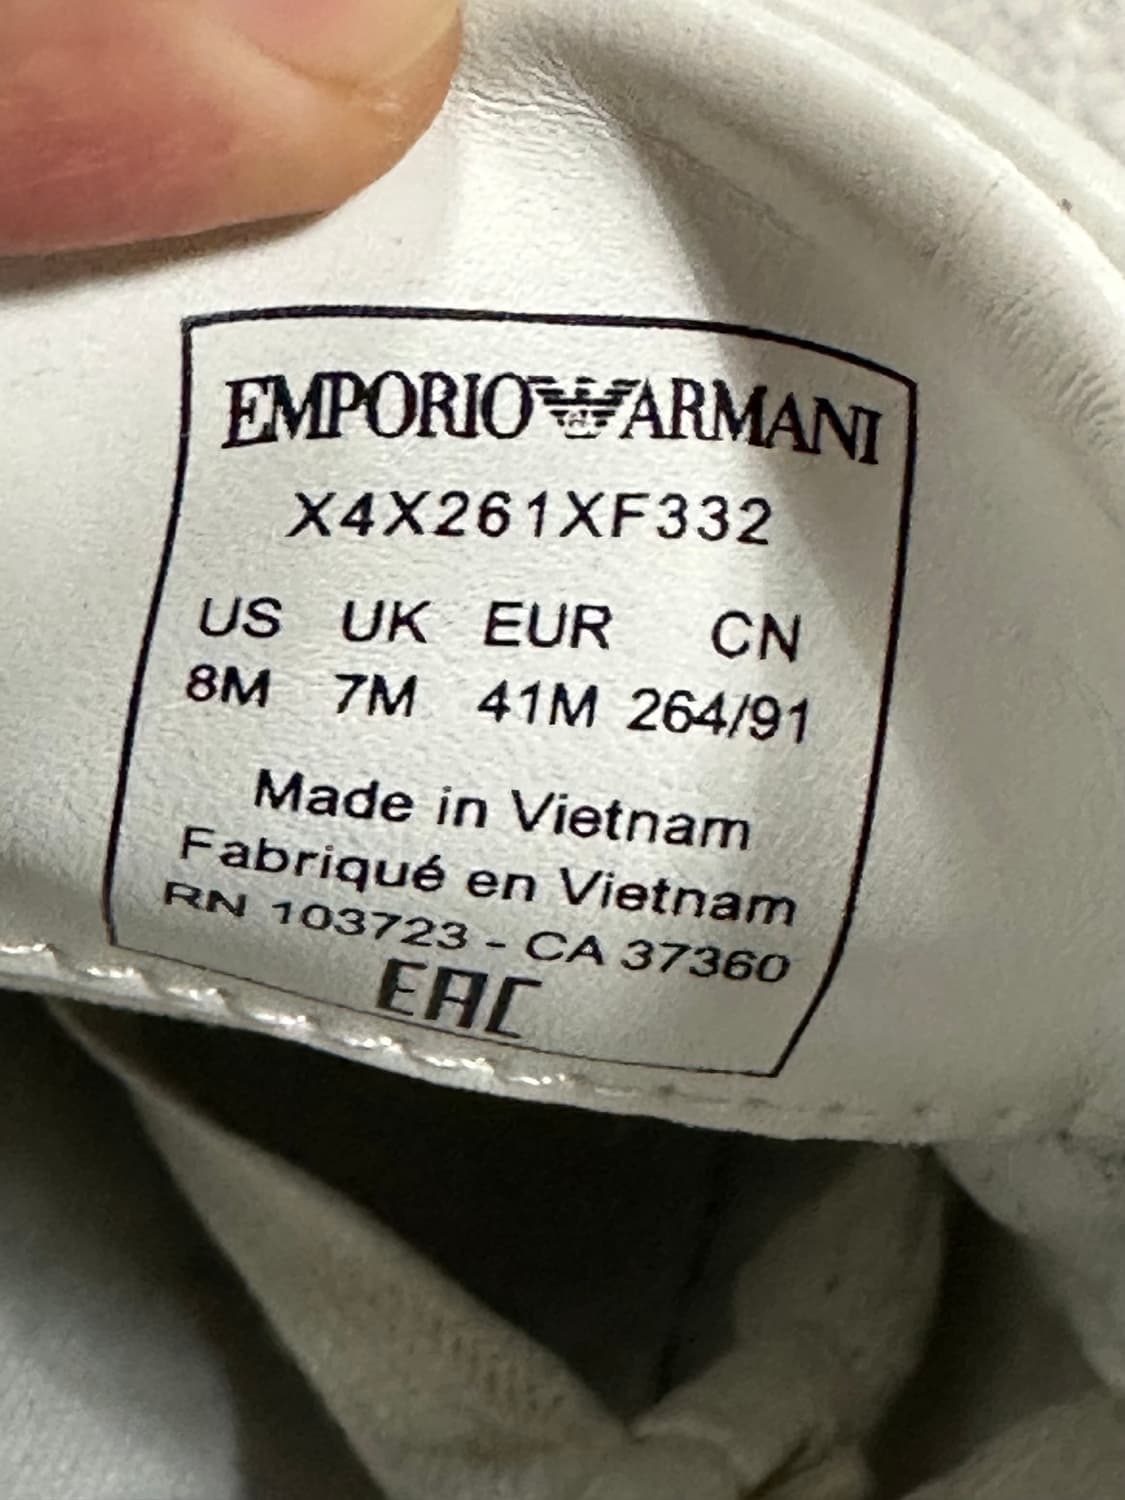 EMPORIO ARMANI
X4X261XF332
US UK EUR CN
8M 7M 41M 264/91
Made in Vietnam
Fabriqué en Vietnam
RN 103723 - CA 37360
EAC